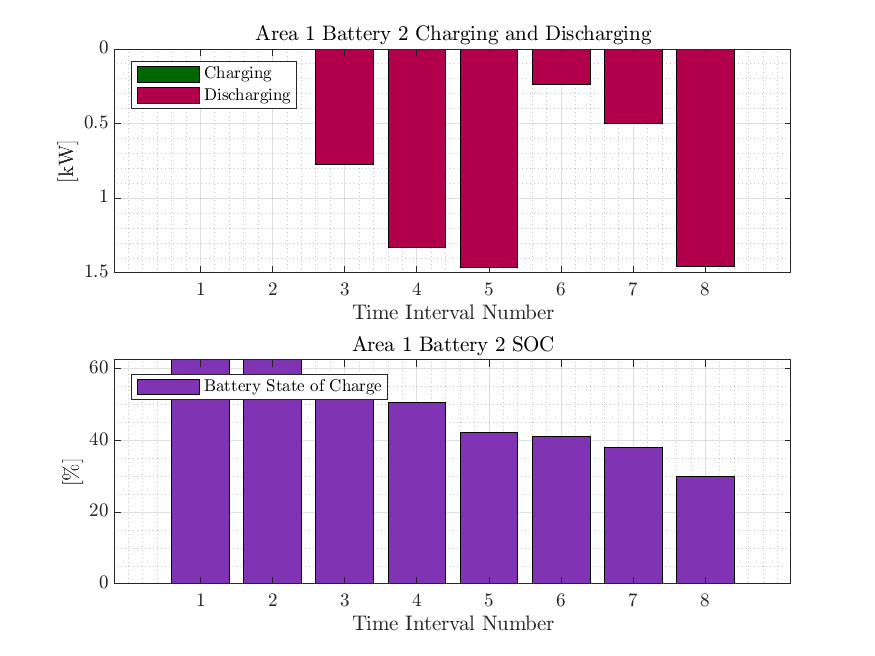 Area 1 Battery 2 Charging and Discharging
0
0.5
1
1.5
[kW]
Charging
Discharging
1 2 3 4 5 6 7 8
Time Interval Number
Area 1 Battery 2 SOC
60
40
20
0
[%]
Battery State of Charge
1 2 3 4 5 6 7 8
Time Interval Number